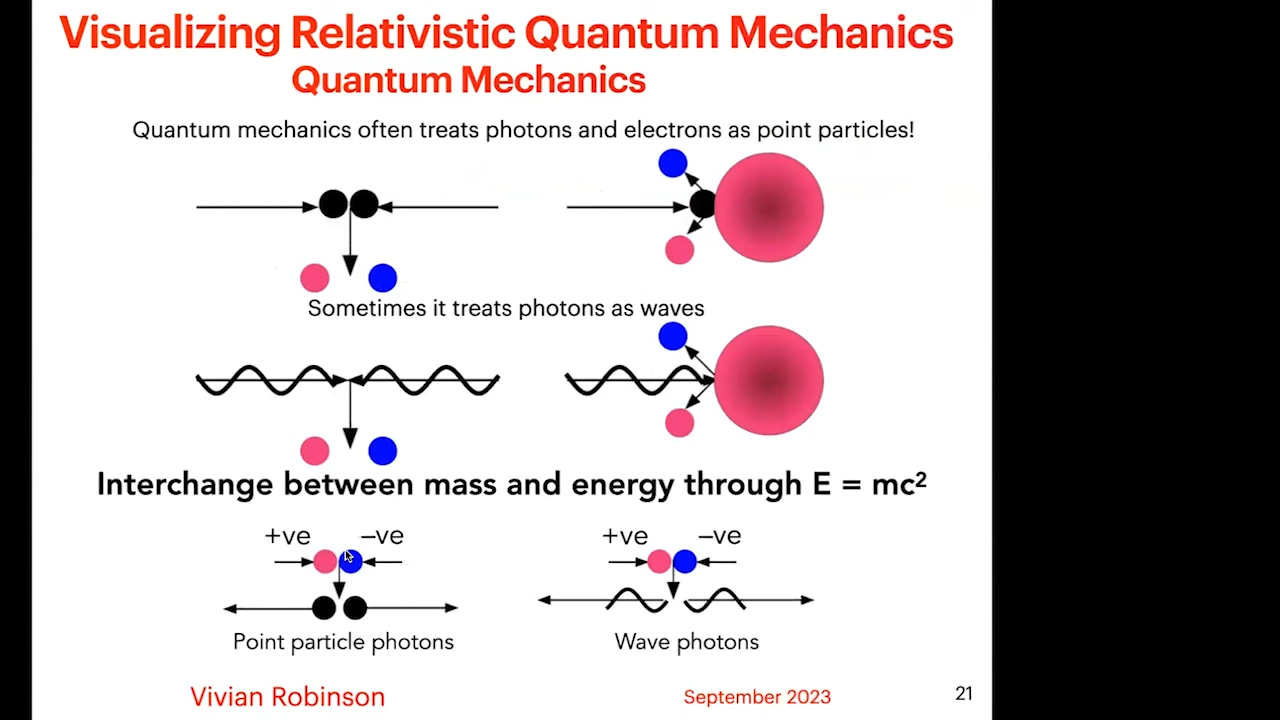 Visualizing Relativistic Quantum Mechanics
Quantum Mechanics
Quantum mechanics often treats photons and electrons as point particles!
Sometimes it treats photons as waves
Interchange between mass and energy through E = mc²
+ve –ve
+ve –ve
Point particle photons
Wave photons
Vivian Robinson
September 2023
21